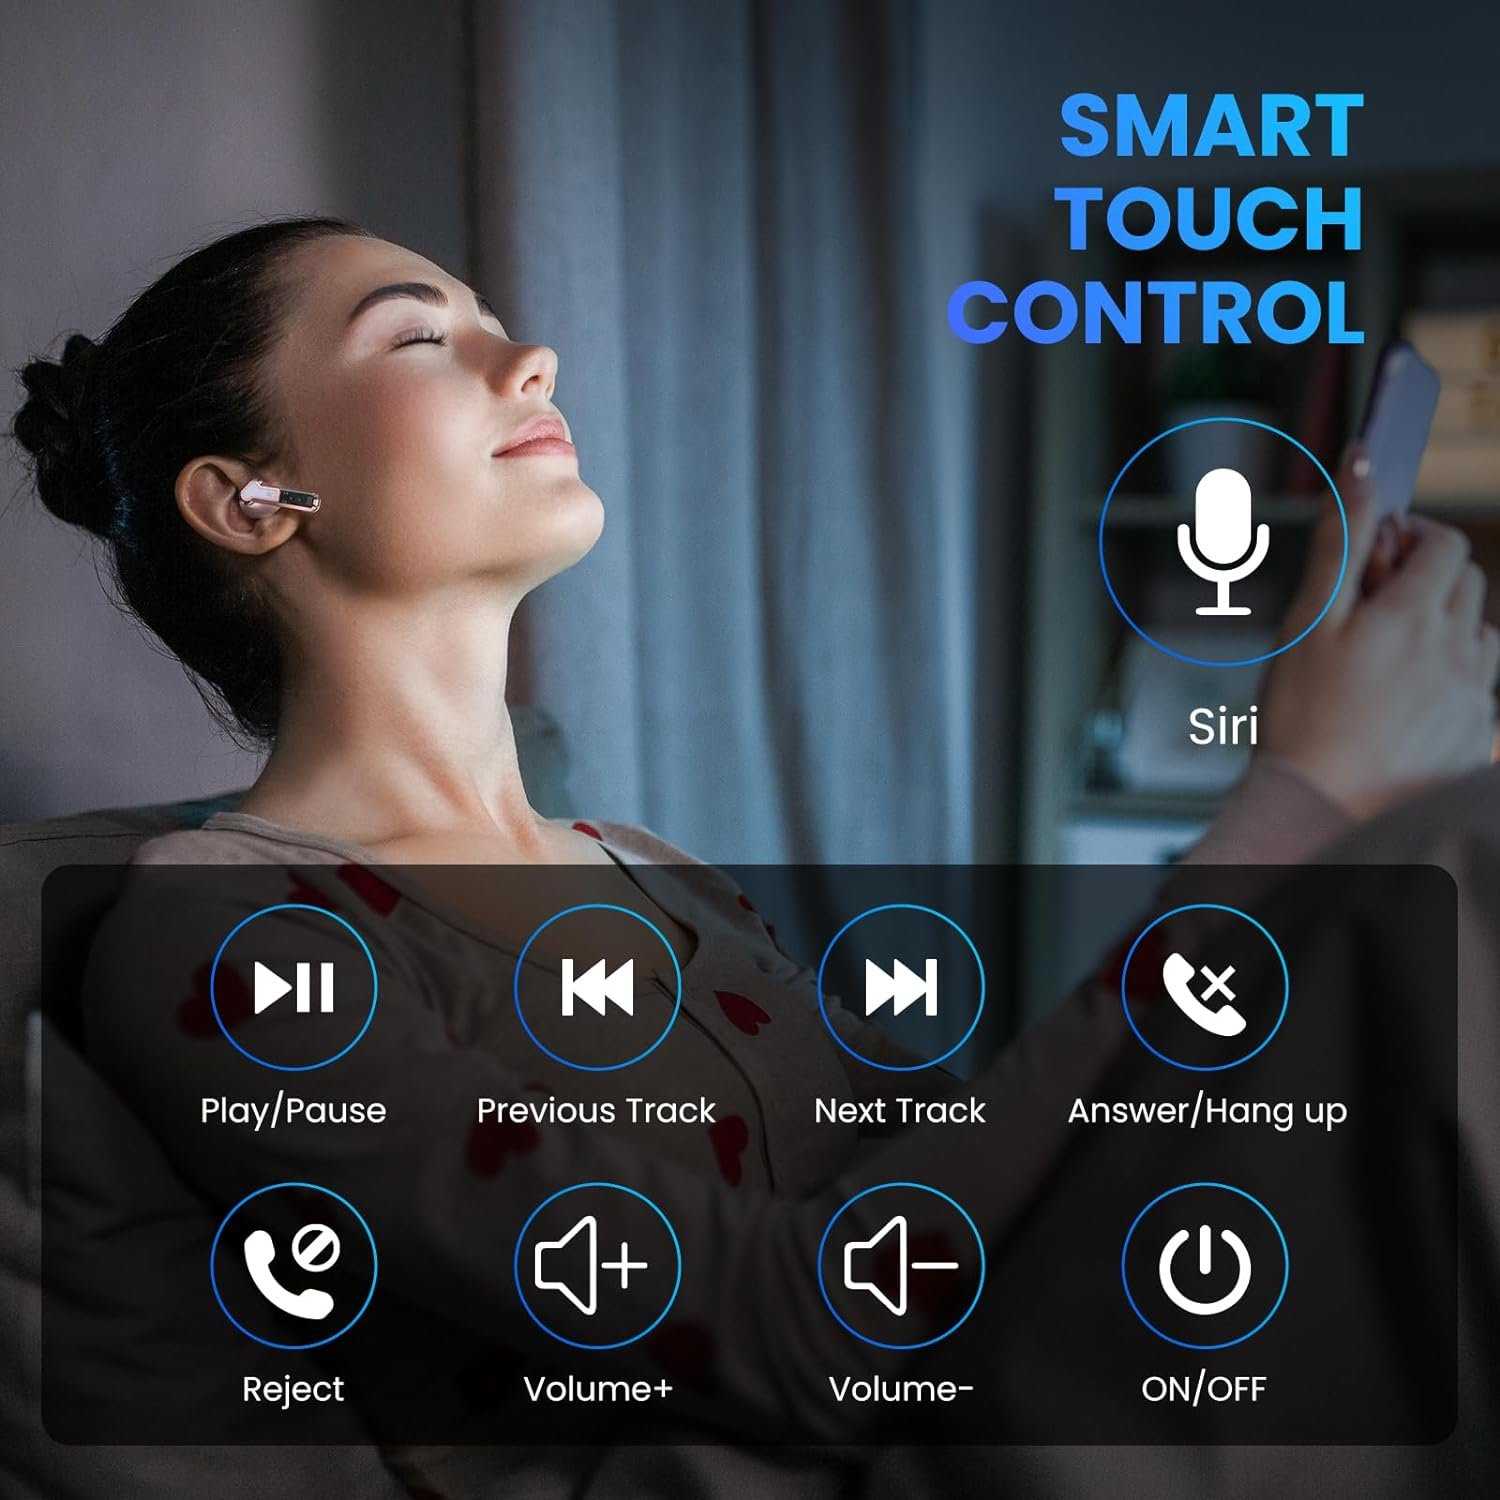 SMART
TOUCH
CONTROL
Siri
Play/Pause
Previous Track
Next Track
Answer/Hang up
Reject
Volume+
Volume-
ON/OFF